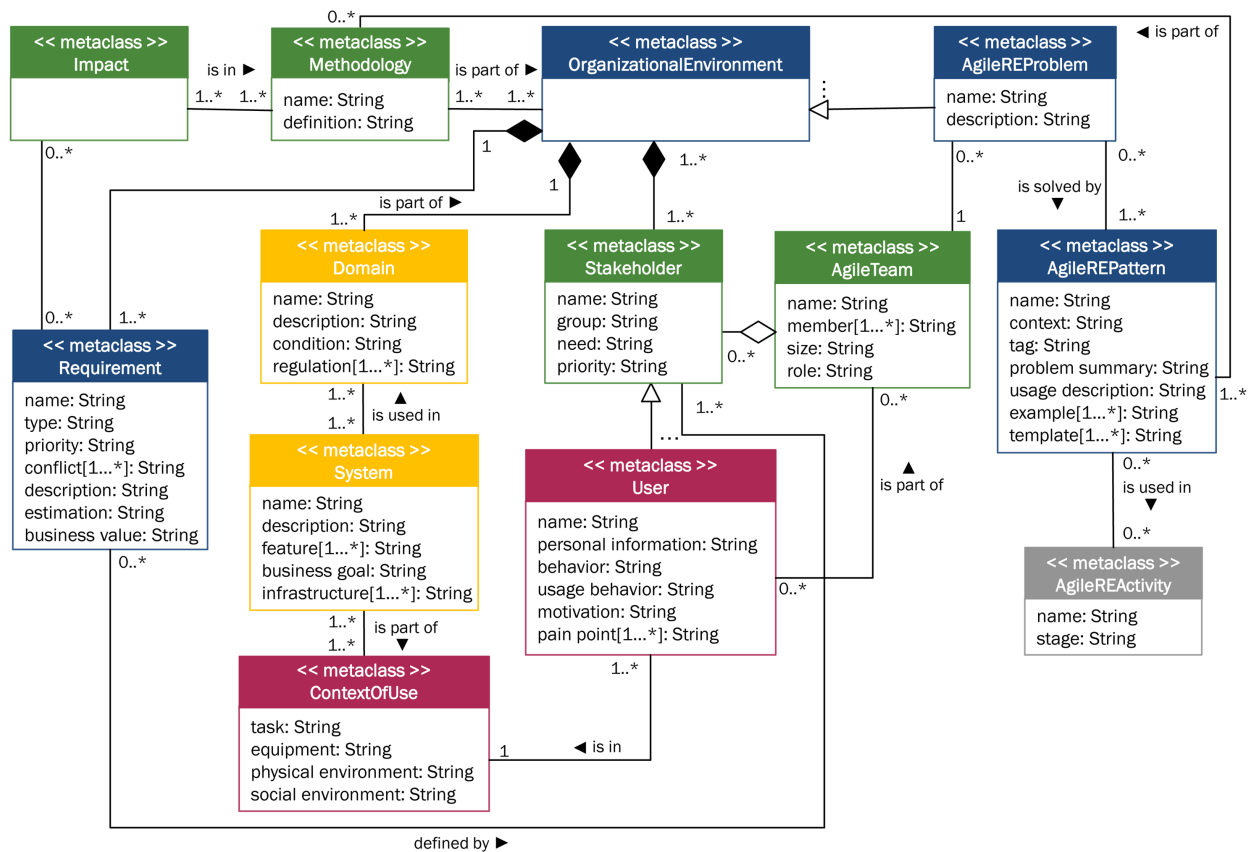 0..*
<< metaclass >>
Impact
is in ►
1..*
1..*
<< metaclass >>
Methodology
name: String
definition: String
is part of ►
1..*
1..*
<< metaclass >>
OrganizationalEnvironment
...
<< metaclass >>
AgileREProblem
name: String
description: String
◄ is part of
0..*
1
1
1..*
0..*
0..*
is part of ►
1..*
1..*
1
is solved by
▼
1..*
<< metaclass >>
Domain
name: String
description: String
condition: String
regulation[1...*]: String
<< metaclass >>
Stakeholder
name: String
group: String
need: String
priority: String
0..*
<< metaclass >>
AgileTeam
name: String
member[1...*]: String
size: String
role: String
<< metaclass >>
AgileREPattern
name: String
context: String
tag: String
problem summary: String
usage description: String
example[1...*]: String
template[1...*]: String
1..*
0..*
1..*
<< metaclass >>
Requirement
name: String
type: String
priority: String
conflict[1...*]: String
description: String
estimation: String
business value: String
1..*
▲
is used in
1..*
1..*
0..*
...
<< metaclass >>
System
name: String
description: String
feature[1...*]: String
business goal: String
infrastructure[1...*]: String
<< metaclass >>
User
name: String
personal information: String
behavior: String
usage behavior: String
motivation: String
pain point[1...*]: String
▲
is part of
0..*
0..*
is used in
▼
0..*
<< metaclass >>
AgileREActivity
name: String
stage: String
0..*
1..*
is part of
▼
1..*
<< metaclass >>
ContextOfUse
task: String
equipment: String
physical environment: String
social environment: String
1..*
1
◄ is in
defined by ►